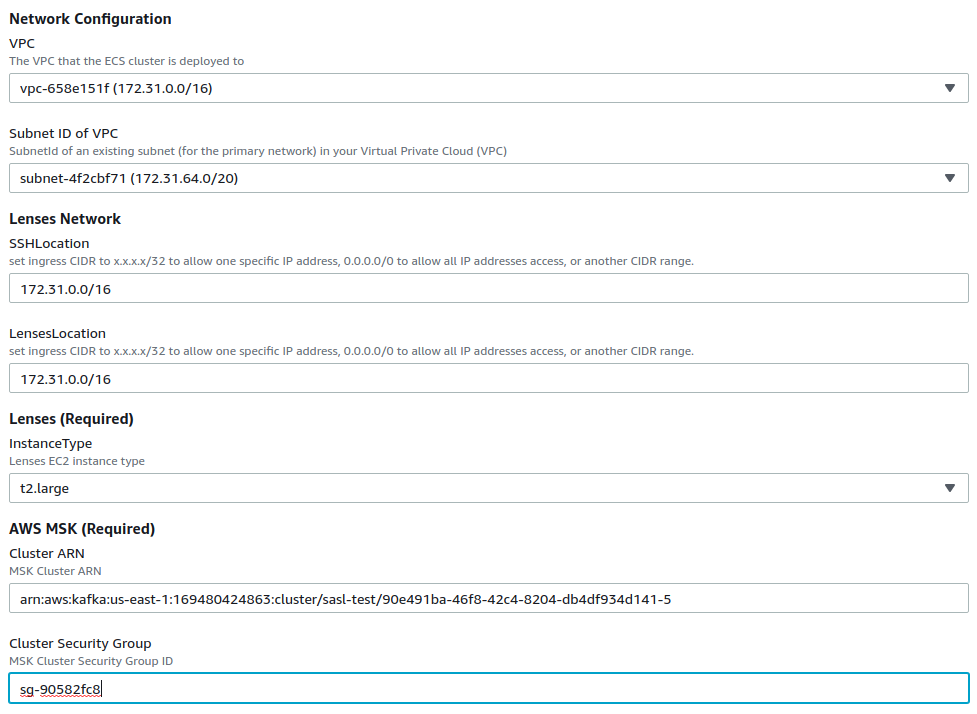 Network Configuration
VPC
The VPC that the ECS cluster is deployed to
vpc-658e151f (172.31.0.0/16)
Subnet ID of VPC
SubnetId of an existing subnet (for the primary network) in your Virtual Private Cloud (VPC)
subnet-4f2cbf71 (172.31.64.0/20)
Lenses Network
SSHLocation
set ingress CIDR to x.x.x.x/32 to allow one specific IP address, 0.0.0.0/0 to allow all IP addresses access, or another CIDR range.
172.31.0.0/16
LensesLocation
set ingress CIDR to x.x.x.x/32 to allow one specific IP address, 0.0.0.0/0 to allow all IP addresses access, or another CIDR range.
172.31.0.0/16
Lenses (Required)
InstanceType
Lenses EC2 instance type
t2.large
AWS MSK (Required)
Cluster ARN
MSK Cluster ARN
arn:aws:kafka:us-east-1:169480424863:cluster/sasl-test/90e491ba-46f8-42c4-8204-db4df934d141-5
Cluster Security Group
MSK Cluster Security Group ID
sg-90582fc8